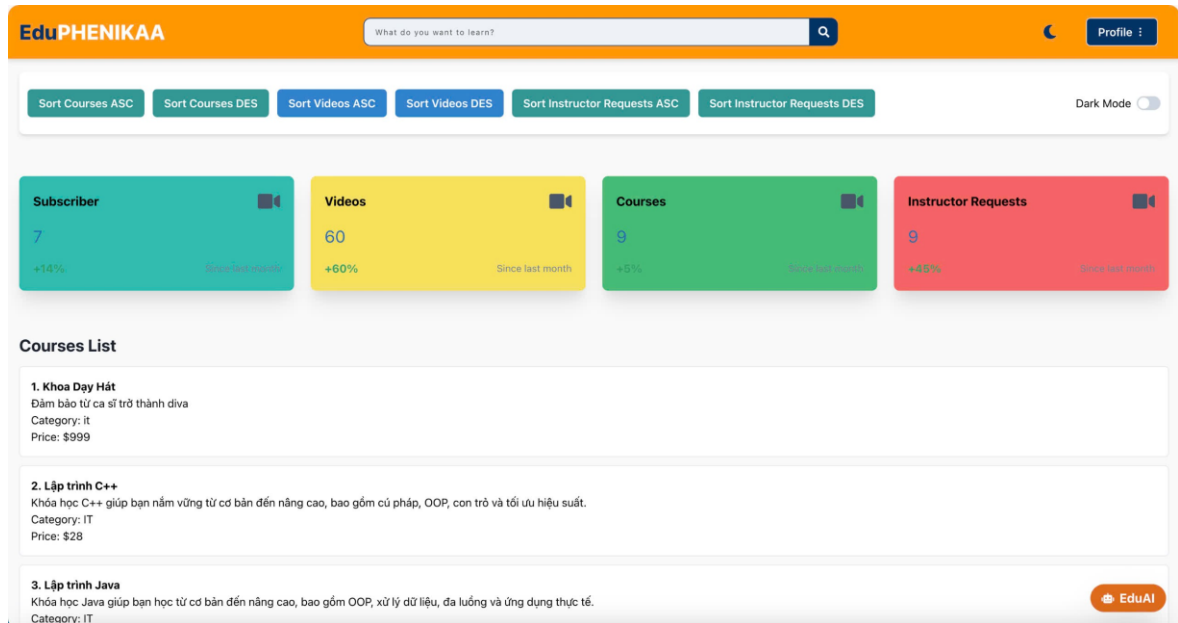 EduPHENIKAA
What do you want to learn?
Profile ⋮
Sort Courses ASC
Sort Courses DES
Sort Videos ASC
Sort Videos DES
Sort Instructor Requests ASC
Sort Instructor Requests DES
Dark Mode
Subscriber
7
+14%
Since last month
Videos
60
+60%
Since last month
Courses
9
+5%
Since last month
Instructor Requests
9
+45%
Since last month
Courses List
1. Khoa Dạy Hát
Đảm bảo từ ca sĩ trở thành diva
Category: it
Price: $999
2. Lập trình C++
Khóa học C++ giúp bạn nắm vững từ cơ bản đến nâng cao, bao gồm cú pháp, OOP, con trỏ và tối ưu hiệu suất.
Category: IT
Price: $28
3. Lập trình Java
Khóa học Java giúp bạn học từ cơ bản đến nâng cao, bao gồm OOP, xử lý dữ liệu, đa luồng và ứng dụng thực tế.
Category: IT
EduAI